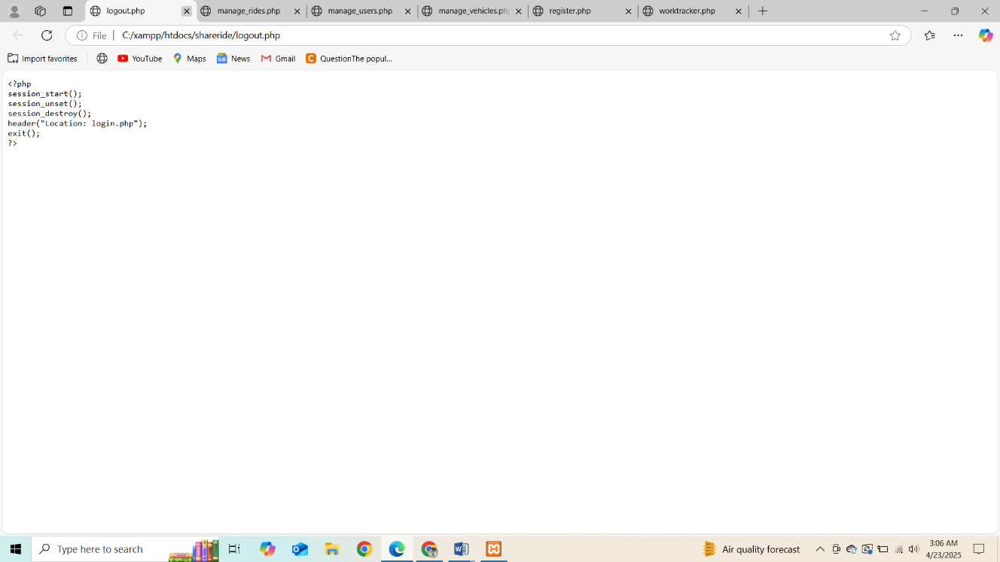 logout.php
manage_rides.php
manage_users.php
manage_vehicles.php
register.php
worktracker.php
File
C:/xampp/htdocs/shareride/logout.php
Import favorites
YouTube
Maps
News
Gmail
C
QuestionThe popul...
<?php
session_start();
session_unset();
session_destroy();
header("Location: login.php");
exit();
?>
Type here to search
Air quality forecast
3:06 AM
4/23/2025